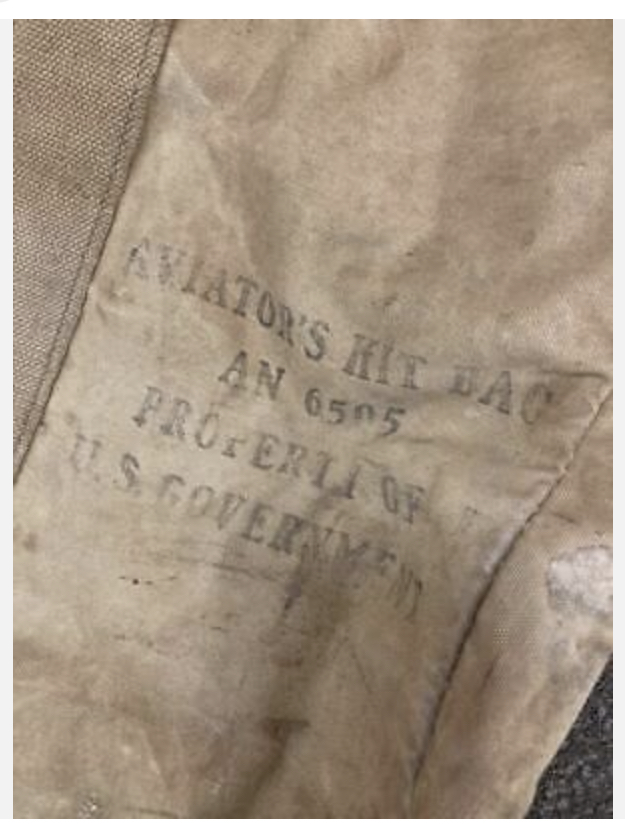 AVIATOR'S KIT BAG
AN 6505
PROPERTY OF
U.S. GOVERNMENT